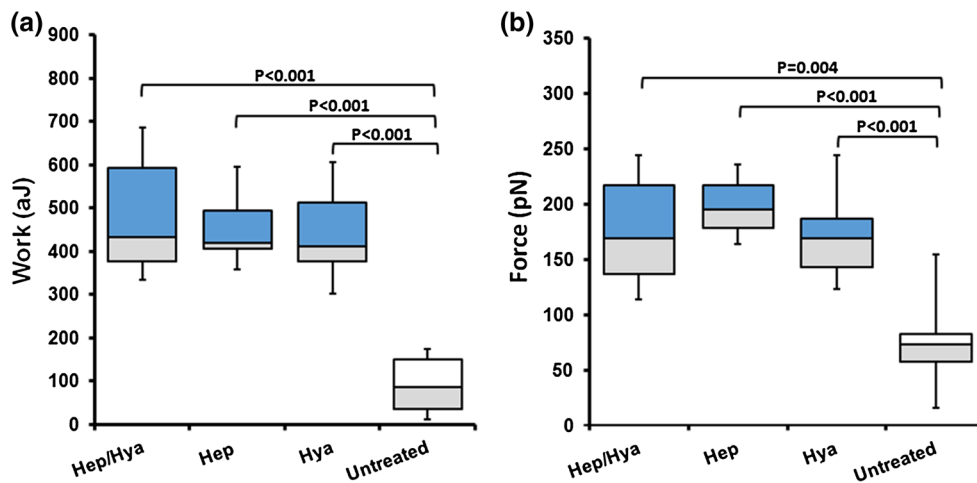 (a)
900
800
700
600
500
400
300
200
100
0
Work (aJ)
P<0.001
P<0.001
P<0.001
Hep/Hya
Hep
Hya
Untreated
(b)
350
300
250
200
150
100
50
0
Force (pN)
P=0.004
P<0.001
P<0.001
Hep/Hya
Hep
Hya
Untreated